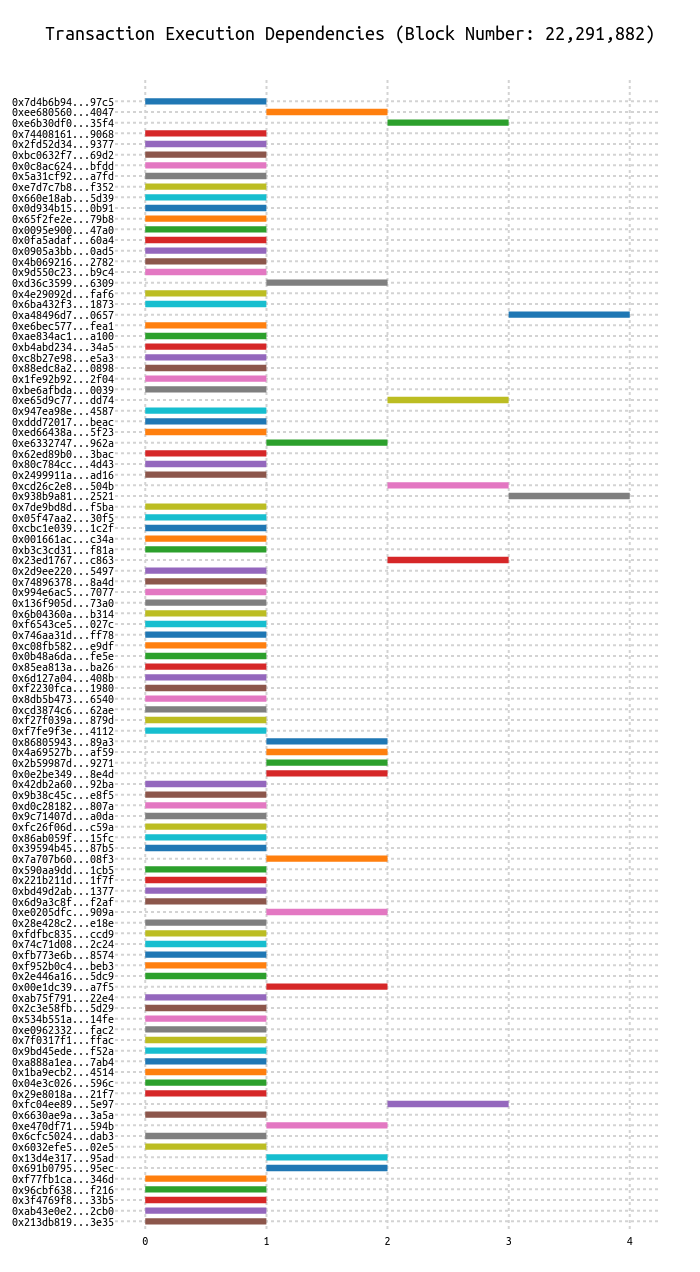 Transaction Execution Dependencies (Block Number: 22,291,882)
0x7d4b6b94...97c5
0xee680560...4047
0xe6b30df0...35f4
0x74408161...9068
0x2fd52d34...9377
0xbc0632f7...69d2
0x0c8ac624...bfdd
0x5a31cf92...a7fd
0xe7d7c7b8...f352
0x660e18ab...5d39
0x0d934b15...0b91
0x65f2fe2e...79b8
0x0095e900...47a0
0x0fa5adaf...60a4
0x0905a3bb...0ad5
0x4b069216...2782
0x9d550c23...b9c4
0xd36c3599...6309
0x4e29092d...faf6
0x6ba432f3...1873
0xa48496d7...0657
0xe6bec577...fea1
0xae834ac1...a100
0xb4abd234...34a5
0xc8b27e98...e5a3
0x88edc8a2...0898
0x1fe92b92...2f04
0xbe6afbda...0039
0xe65d9c77...dd74
0x947ea98e...4587
0xddd72017...beac
0xed66438a...5f23
0xe6332747...962a
0x62ed89b0...3bac
0x80c784cc...4d43
0x2499911a...ad16
0xcd26c2e8...504b
0x938b9a81...2521
0x7de9bd8d...f5ba
0x05f47aa2...30f5
0xcbc1e039...1c2f
0x001661ac...c34a
0xb3c3cd31...f81a
0x23ed1767...c863
0x2d9ee220...5497
0x74896378...8a4d
0x994e6ac5...7077
0x136f905d...73a0
0x6b04360a...b314
0xf6543ce5...027c
0x746aa31d...ff78
0xc08fb582...e9df
0x0b48a6da...fe5e
0x85ea813a...ba26
0x6d127a04...408b
0xf2230fca...1980
0x8db5b473...6540
0xcd3874c6...62ae
0xf27f039a...879d
0xf7fe9f3e...4112
0x86805943...89a3
0x4a69527b...af59
0x2b59987d...9271
0x0e2be349...8e4d
0x42db2a60...92ba
0x9b38c45c...e8f5
0xd0c28182...807a
0x9c71407d...a0da
0xfc26f06d...c59a
0x86ab059f...15fc
0x39594b45...87b5
0x7a707b60...08f3
0x590aa9dd...1cb5
0x221b211d...1f7f
0xbd49d2ab...1377
0x6d9a3c8f...f2af
0xe0205dfc...909a
0x28e428c2...e18e
0xfdfbc835...ccd9
0x74c71d08...2c24
0xfb773e6b...8574
0xf952b0c4...beb3
0x2e446a16...5dc9
0x00e1dc39...a7f5
0xab75f791...22e4
0x2c3e58fb...5d29
0x534b551a...14fe
0xe0962332...fac2
0x7f0317f1...ffac
0x9bd45ede...f52a
0xa888a1ea...7ab4
0x1ba9ecb2...4514
0x04e3c026...596c
0x29e8018a...21f7
0xfc04ee89...5e97
0x6630ae9a...3a5a
0xe470df71...594b
0x6cfc5024...dab3
0x6032efe5...02e5
0x13d4e317...95ad
0x691b0795...95ec
0xf77fb1ca...346d
0x96cbf638...f216
0x3f4769f8...33b5
0xab43e0e2...2cb0
0x213db819...3e35
0 1 2 3 4